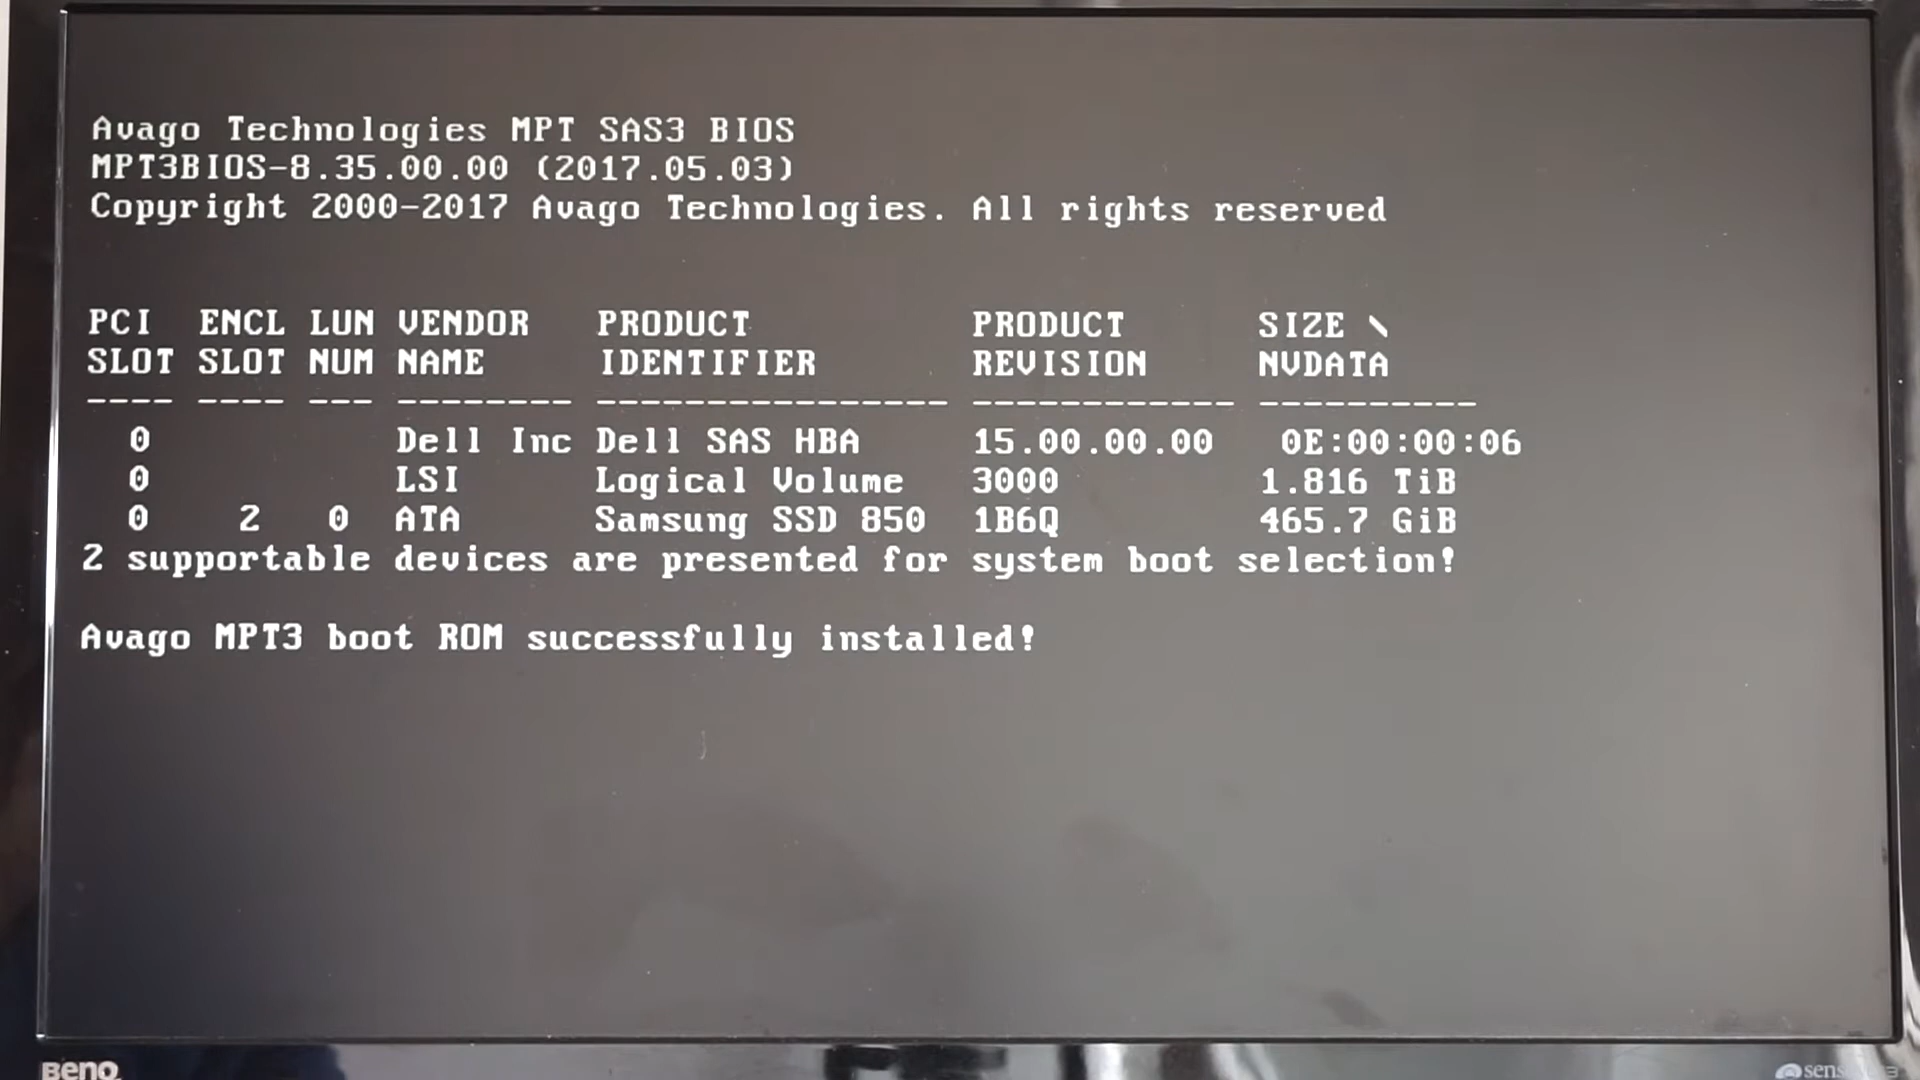 Avago Technologies MPT SAS3 BIOS
MPT3BIOS-8.35.00.00 (2017.05.03)
Copyright 2000-2017 Avago Technologies. All rights reserved
PCI ENCL LUN VENDOR PRODUCT PRODUCT SIZE \
SLOT SLOT NUM NAME IDENTIFIER REVISION NVDATA
---- ---- --- -------- ---------------- ------------ ----------
0 Dell Inc Dell SAS HBA 15.00.00.00 0E:00:00:06
0 LSI Logical Volume 3000 1.816 TiB
0 2 0 ATA Samsung SSD 850 1B6Q 465.7 GiB
2 supportable devices are presented for system boot selection!
Avago MPT3 boot ROM successfully installed!
BenQ